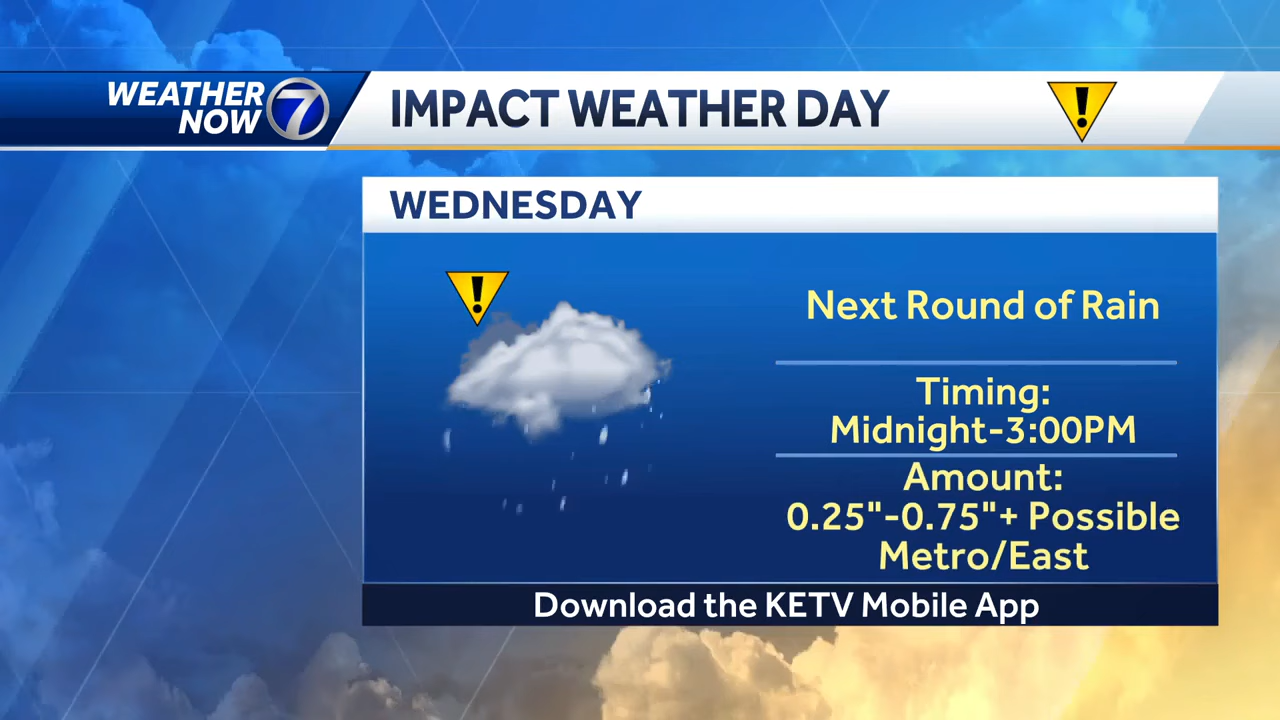 WEATHER
NOW
7
IMPACT WEATHER DAY
!
WEDNESDAY
!
Next Round of Rain
Timing:
Midnight-3:00PM
Amount:
0.25"-0.75"+ Possible
Metro/East
Download the KETV Mobile App